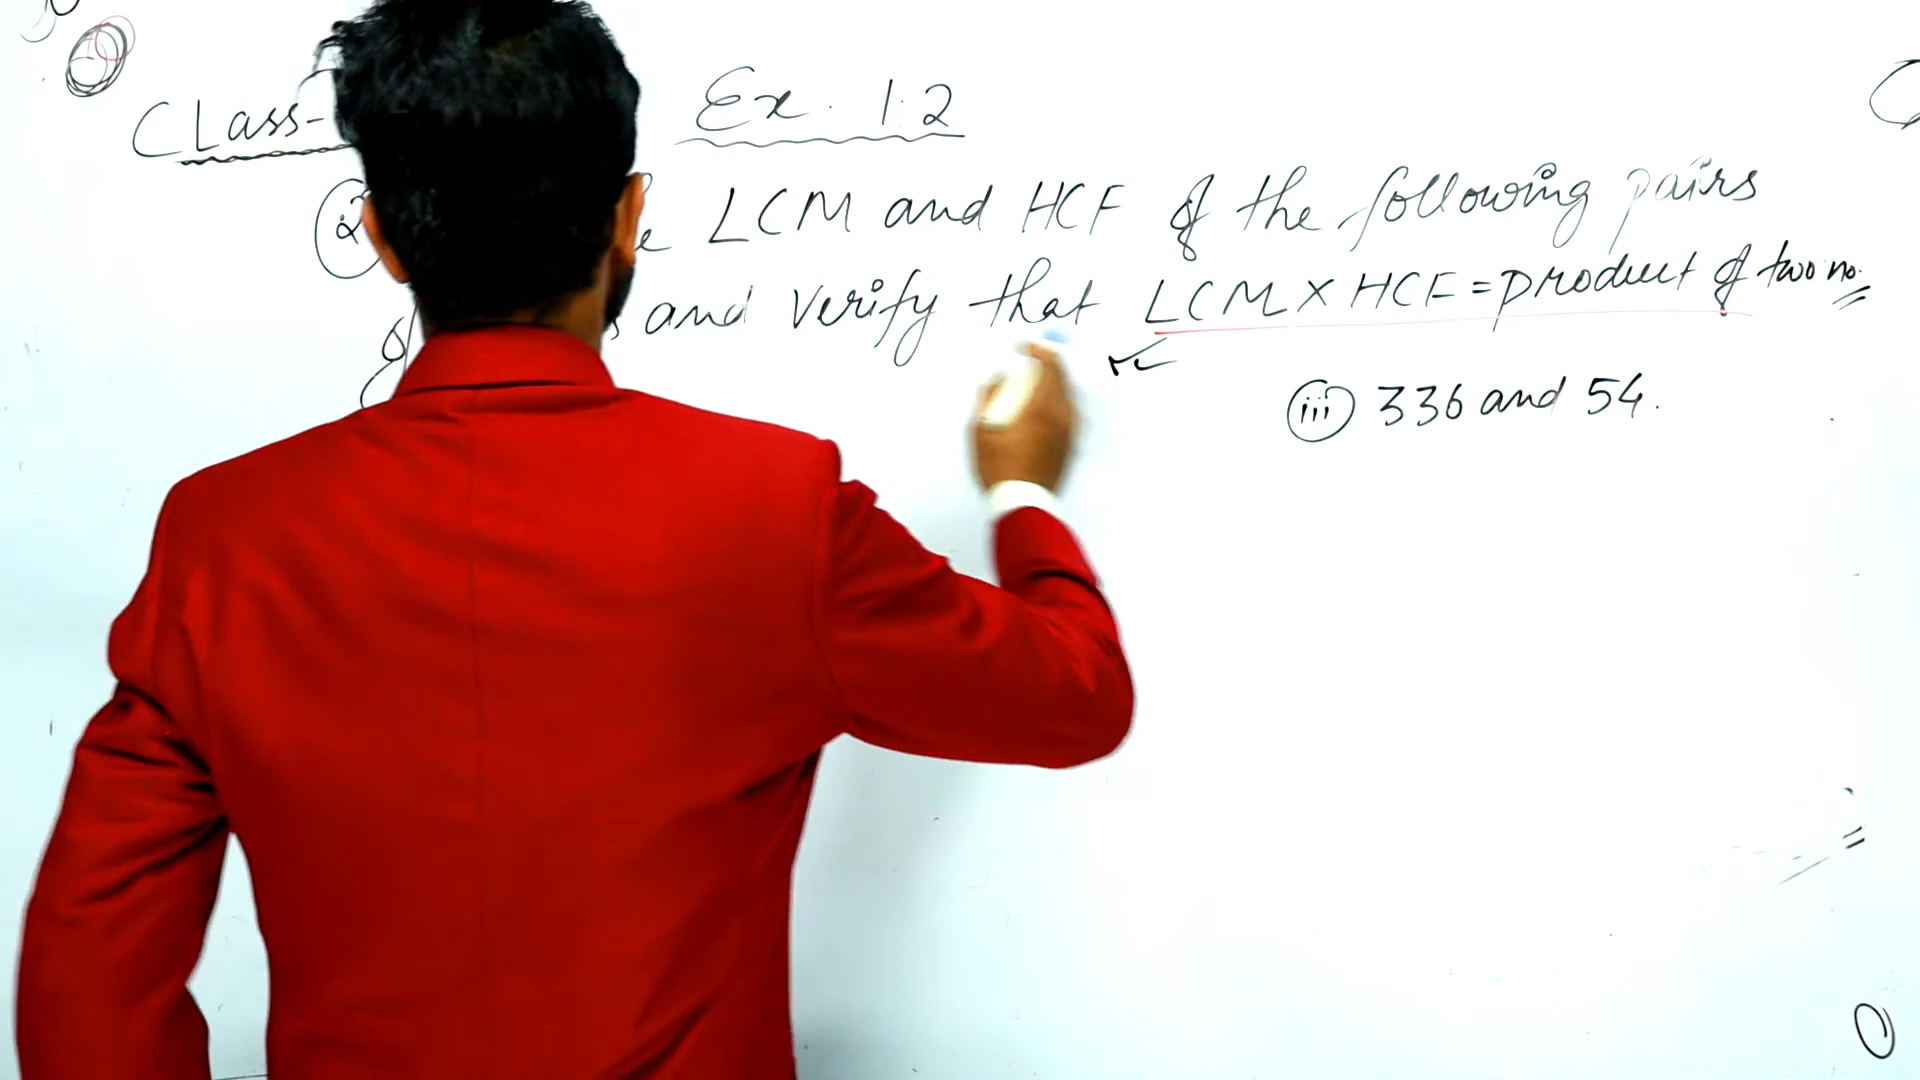 Class- Ex. 1.2
2 LCM and HCF of the following pairs
and verify that LCM X HCF = product of two no.
iii 336 and 54.